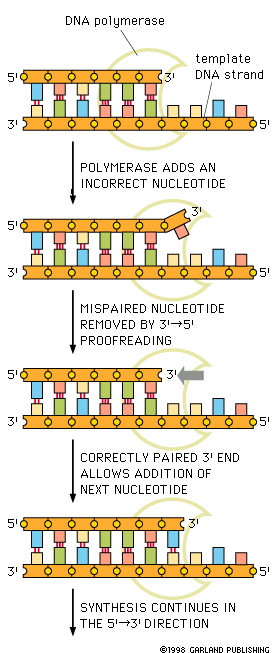 DNA polymerase
template
DNA strand
5' 3'
3' 5'
POLYMERASE ADDS AN
INCORRECT NUCLEOTIDE
5' 3'
3' 5'
MISPAIRED NUCLEOTIDE
REMOVED BY 3'→5'
PROOFREADING
5' 3'
3' 5'
CORRECTLY PAIRED 3' END
ALLOWS ADDITION OF
NEXT NUCLEOTIDE
5' 3'
3' 5'
SYNTHESIS CONTINUES IN
THE 5'→3' DIRECTION
©1998 GARLAND PUBLISHING